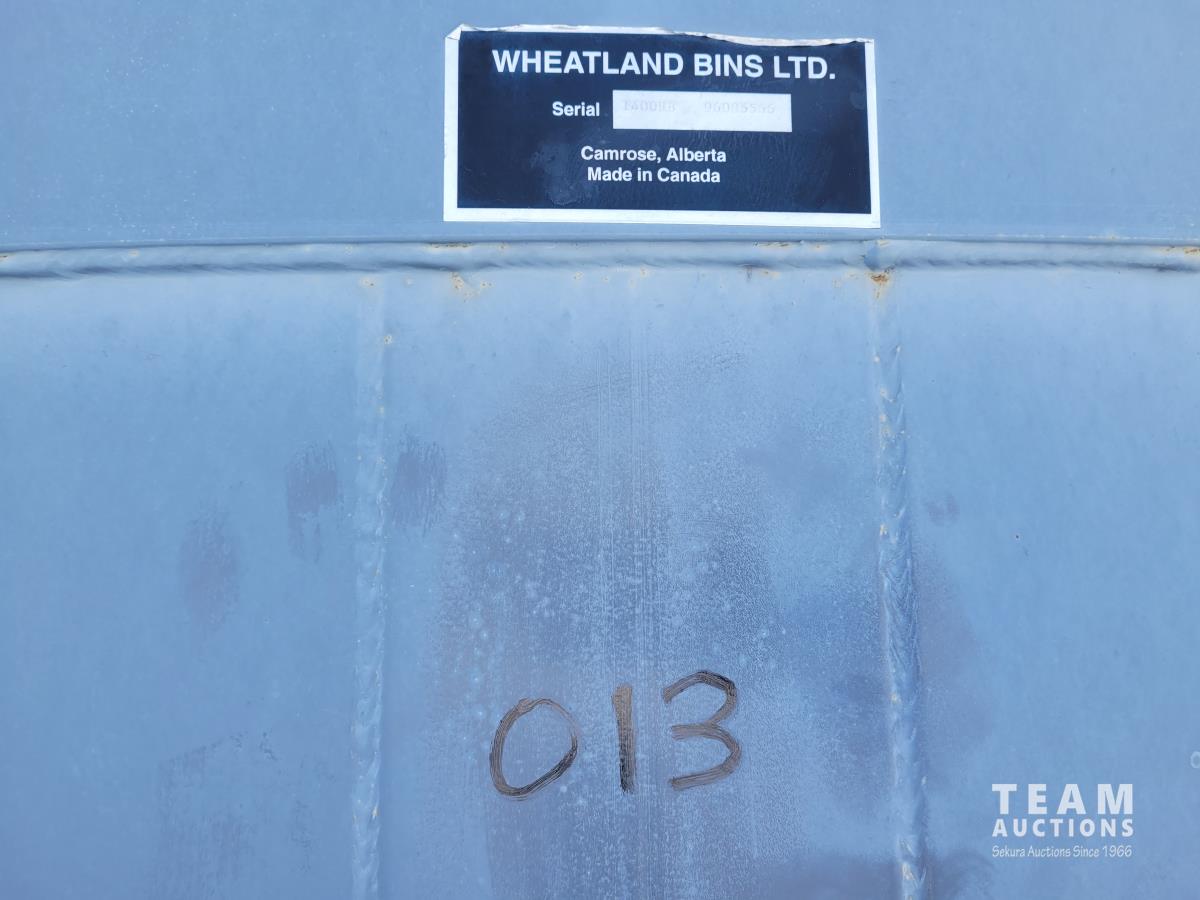 WHEATLAND BINS LTD.
Serial
Camrose, Alberta
Made in Canada
013
TEAM
AUCTIONS
Sekura Auctions Since 1966